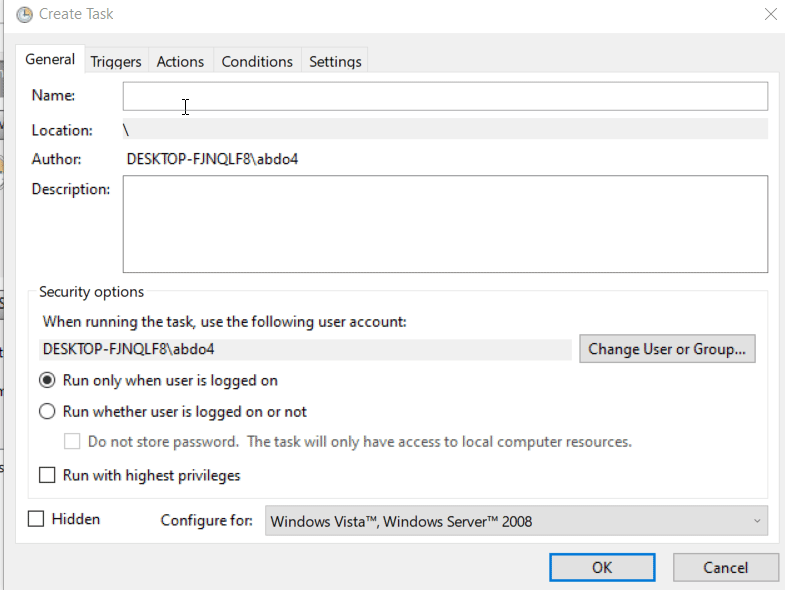 Create Task
General Triggers Actions Conditions Settings
Name:
Location: \
Author: DESKTOP-FJNQLF8\abdo4
Description:
Security options
When running the task, use the following user account:
DESKTOP-FJNQLF8\abdo4 Change User or Group...
Run only when user is logged on
Run whether user is logged on or not
Do not store password. The task will only have access to local computer resources.
Run with highest privileges
Hidden Configure for: Windows Vista™, Windows Server™ 2008
OK Cancel